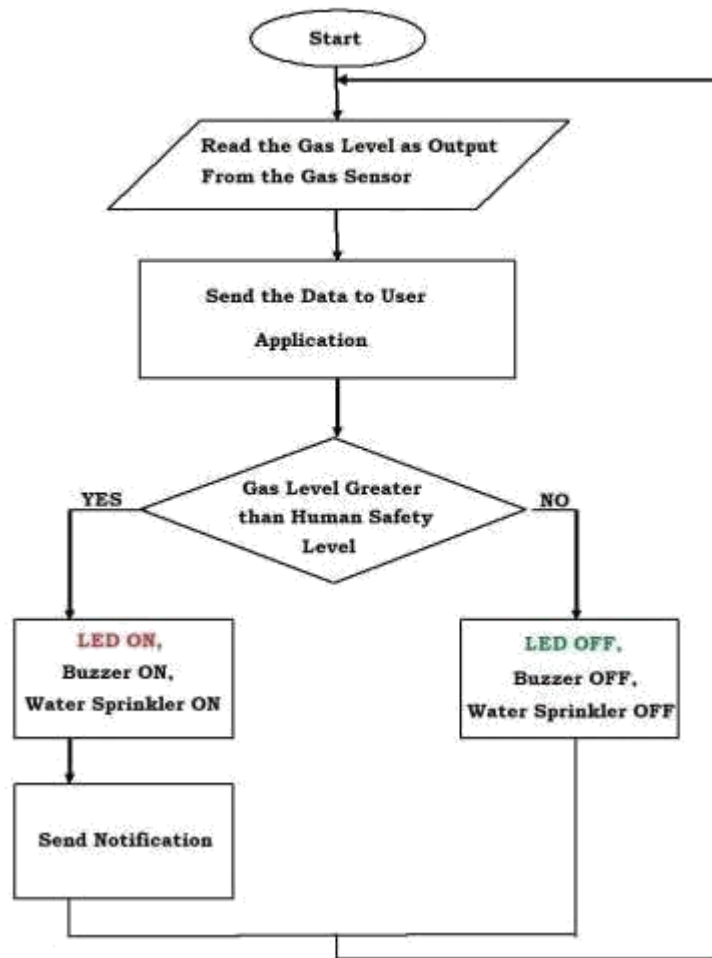 Start
Read the Gas Level as Output
From the Gas Sensor
Send the Data to User
Application
Gas Level Greater
than Human Safety
Level
YES
NO
LED ON,
Buzzer ON,
Water Sprinkler ON
LED OFF,
Buzzer OFF,
Water Sprinkler OFF
Send Notification